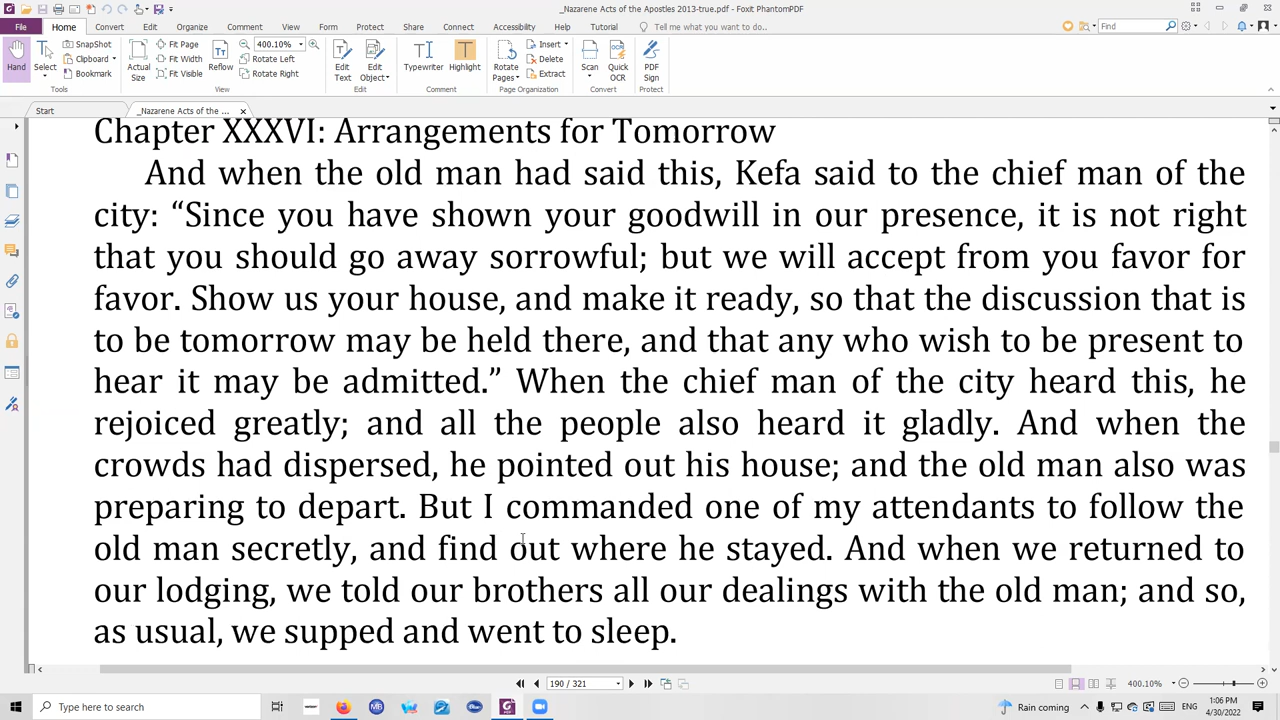 _Nazarene Acts of the Apostles 2013-true.pdf - Foxit PhantomPDF
File Home Convert Edit Organize Comment View Form Protect Share Connect Accessibility Help Tutorial Tell me what you want to do.. Find
Hand
Select
SnapShot
Clipboard
Bookmark
Tools
Actual
Size
Fit Page
Fit Width
Fit Visible
Reflow
400.10%
Rotate Left
Rotate Right
View
Edit
Text
Edit
Object
Edit
Typewriter
Highlight
Comment
Rotate
Pages
Insert
Delete
Extract
Page Organization
Scan
Quick
OCR
Convert
PDF
Sign
Protect
Start _Nazarene Acts of the ...
Chapter XXXVI: Arrangements for Tomorrow
And when the old man had said this, Kefa said to the chief man of the
city: “Since you have shown your goodwill in our presence, it is not right
that you should go away sorrowful; but we will accept from you favor for
favor. Show us your house, and make it ready, so that the discussion that is
to be tomorrow may be held there, and that any who wish to be present to
hear it may be admitted.” When the chief man of the city heard this, he
rejoiced greatly; and all the people also heard it gladly. And when the
crowds had dispersed, he pointed out his house; and the old man also was
preparing to depart. But I commanded one of my attendants to follow the
old man secretly, and find out where he stayed. And when we returned to
our lodging, we told our brothers all our dealings with the old man; and so,
as usual, we supped and went to sleep.
190 / 321
400.10%
Type here to search
Rain coming
ENG
1:06 PM
4/30/2022